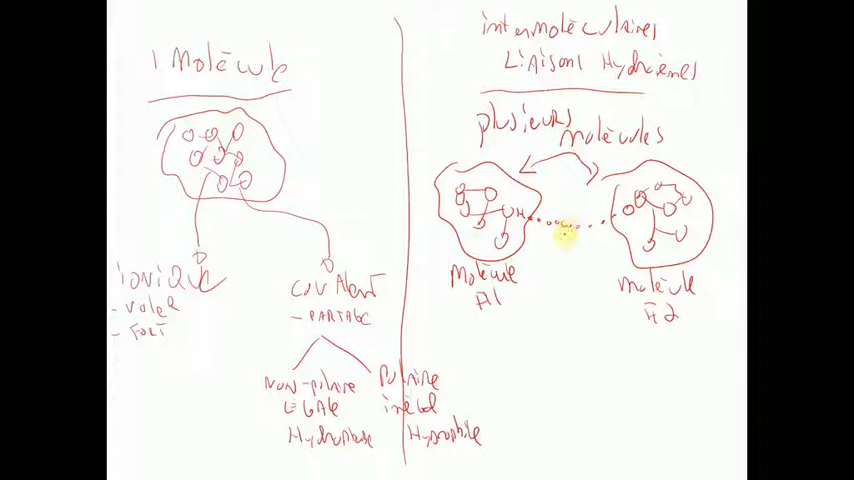 1 Molécule
ionique
- voler
- FORT
covalent
- PARTAGE
Non-polaire
égale
Hydrophobe
Polaire
inégal
Hydrophile
intermoléculaires
Liaisons Hydrogènes
plusieurs
molécules
H
molécule
#1
molécule
#2